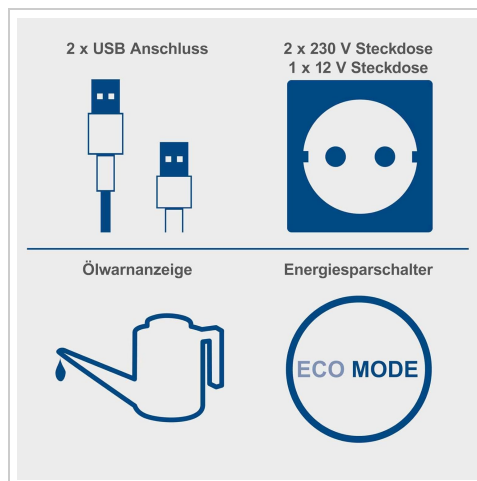 2 x USB Anschluss
2 x 230 V Steckdose
1 x 12 V Steckdose
Ölwarnanzeige
Energiesparschalter
ECO MODE